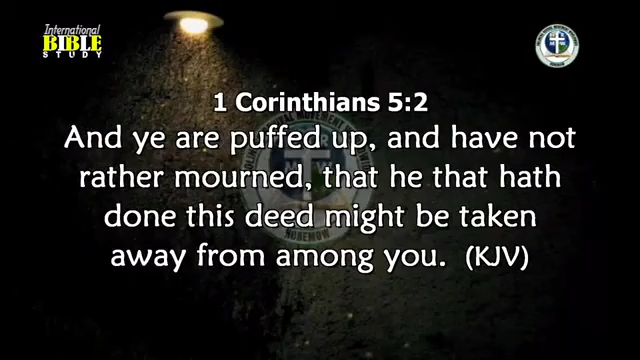 International
BIBLE
STUDY
1 Corinthians 5:2
And ye are puffed up, and have not
rather mourned, that he that hath
done this deed might be taken
away from among you. (KJV)